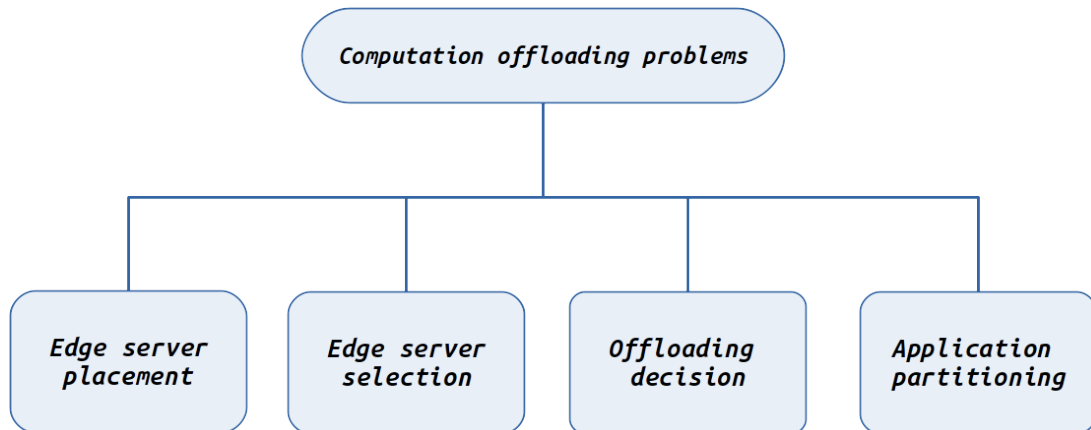 Computation offloading problems
Edge server
placement
Edge server
selection
Offloading
decision
Application
partitioning